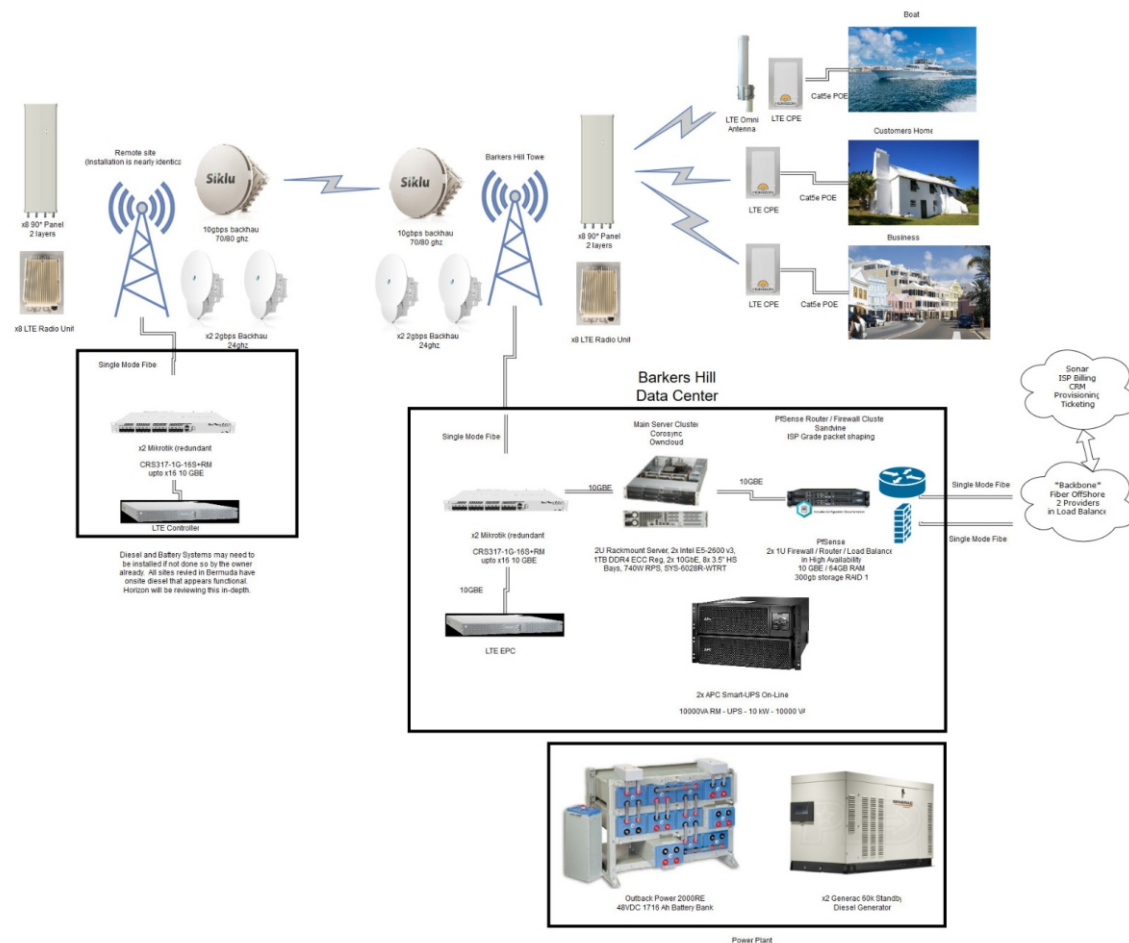 Boat
LTE Omni
Antenna
LTE CPE
Cat5e POE
HORIZON
Customers Home
LTE CPE
Cat5e POE
Business
LTE CPE
Cat5e POE
x8 90* Panel
2 layers
x8 LTE Radio Unit
Remote site
(Installation is nearly identica
Siklu
10gbps backhau
70/80 ghz
x2 2gbps Backhau
24ghz
Siklu
10gbps backhau
70/80 ghz
x2 2gbps Backhau
24ghz
Barkers Hill Towe
x8 90* Panel
2 layers
x8 LTE Radio Unit
Single Mode Fibe
x2 Mikrotik (redundant
CRS317-1G-16S+RM
upto x16 10 GBE
LTE Controller
Diesel and Battery Systems may need to
be installed if not done so by the owner
already. All sites revied in Bermuda have
onsite diesel that appears functional.
Horizon will be reviewing this in-depth.
Barkers Hill
Data Center
Single Mode Fibe
x2 Mikrotik (redundant
CRS317-1G-16S+RM
upto x16 10 GBE
10GBE
LTE EPC
10GBE
Main Server Cluste
Corosync
Owncloud
2U Rackmount Server, 2x Intel E5-2600 v3,
1TB DDR4 ECC Reg, 2x 10GbE, 8x 3.5" HS
Bays, 740W RPS, SYS-6028R-WTRT
10GBE
PfSense Router / Firewall Cluste
Sandvine
ISP Grade packet shaping
PfSense
2x 1U Firewall / Router / Load Balance
in High Availability
10 GBE / 64GB RAM
300gb storage RAID 1
APC
2x APC Smart-UPS On-Line
10000VA RM - UPS - 10 kW - 10000 VA
Single Mode Fibe
Single Mode Fibe
Sonar
ISP Billing
CRM
Provisioning
Ticketing
"Backbone"
Fiber OffShore
2 Providers
in Load Balance
Outback Power 2000RE
48VDC 1716 Ah Battery Bank
x2 Generac 60k Standby
Diesel Generator
Power Plant